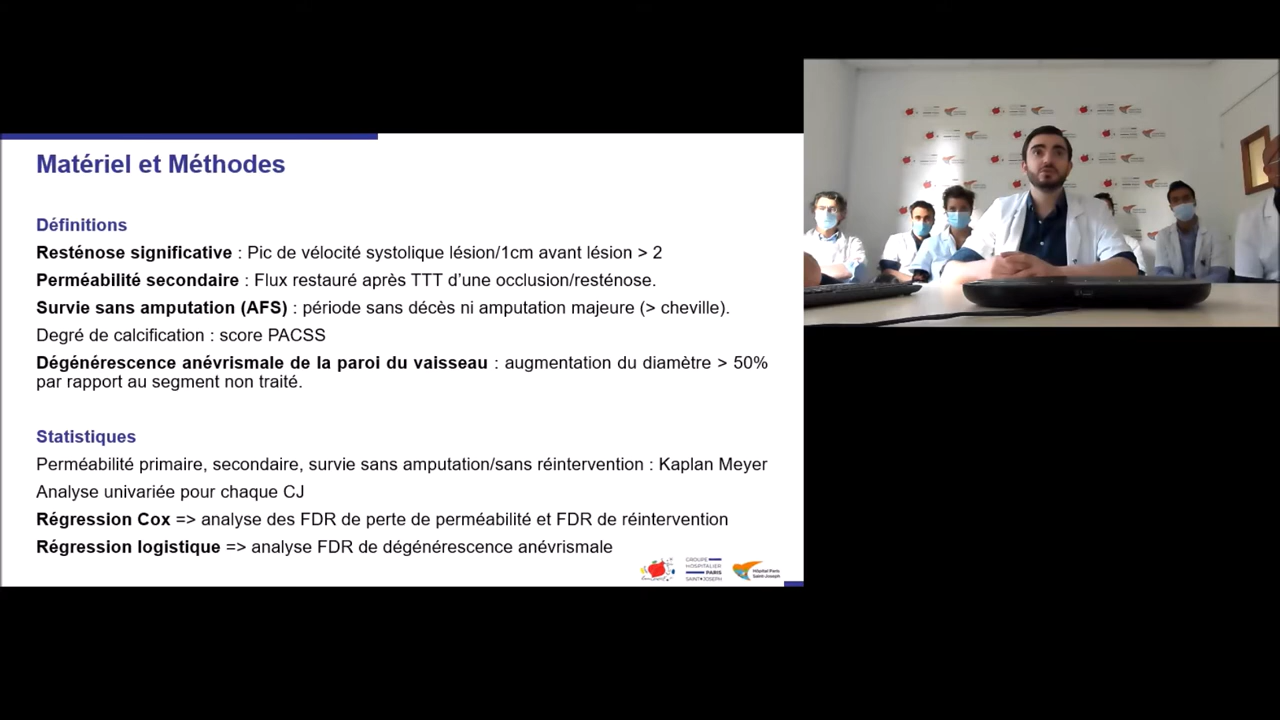 Matériel et Méthodes
Définitions
Resténose significative : Pic de vélocité systolique lésion/1cm avant lésion > 2
Perméabilité secondaire : Flux restauré après TTT d'une occlusion/resténose.
Survie sans amputation (AFS) : période sans décès ni amputation majeure (> cheville).
Degré de calcification : score PACSS
Dégénérescence anévrismale de la paroi du vaisseau : augmentation du diamètre > 50%
par rapport au segment non traité.
Statistiques
Perméabilité primaire, secondaire, survie sans amputation/sans réintervention : Kaplan Meyer
Analyse univariée pour chaque CJ
Régression Cox => analyse des FDR de perte de perméabilité et FDR de réintervention
Régression logistique => analyse FDR de dégénérescence anévrismale
GROUPE
HOSPITALIER
PARIS
SAINT-JOSEPH
Hôpital Paris
Saint-Joseph